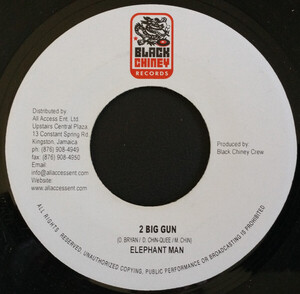 BLACK
CHINEY
RECORDS
Distributed by
All Access Ent. Ltd
Upstairs Central Plaza
13 Constant Spring Rd.
Kingston, Jamaica
ph: (876) 908-4949
fax: (876) 908-4950
Email
info@allaccessent.com
Website
www.allaccessent.com
Produced by:
Black Chiney Crew
2 BIG GUN
(O. BRYAN / D. CHIN-QUEE / M. CHIN)
ELEPHANT MAN
ALL RIGHTS RESERVED. UNAUTHORIZED COPYING, PUBLIC PERFORMANCE OR BROADCASTING IS PROHIBITED